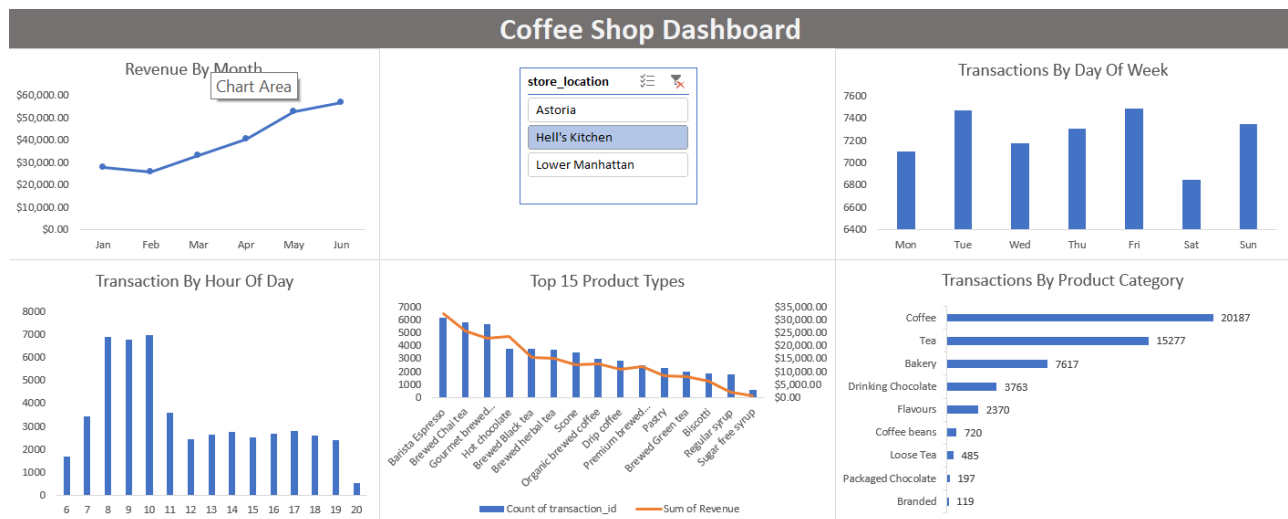 Coffee Shop Dashboard
Revenue By Month
Chart Area
$60,000.00
$50,000.00
$40,000.00
$30,000.00
$20,000.00
$10,000.00
$0.00
Jan Feb Mar Apr May Jun
store_location
Astoria
Hell's Kitchen
Lower Manhattan
Transactions By Day Of Week
7600
7400
7200
7000
6800
6600
6400
Mon Tue Wed Thu Fri Sat Sun
Transaction By Hour Of Day
8000
7000
6000
5000
4000
3000
2000
1000
0
6 7 8 9 10 11 12 13 14 15 16 17 18 19 20
Top 15 Product Types
7000
6000
5000
4000
3000
2000
1000
0
$35,000.00
$30,000.00
$25,000.00
$20,000.00
$15,000.00
$10,000.00
$5,000.00
$0.00
Barista Espresso
Brewed Chai tea
Gourmet brewed...
Hot chocolate
Brewed Black tea
Brewed herbal tea
Scone
Organic brewed coffee
Drip coffee
Premium brewed...
Pastry
Brewed Green tea
Biscotti
Regular syrup
Sugar free syrup
Count of transaction_id Sum of Revenue
Transactions By Product Category
Coffee 20187
Tea 15277
Bakery 7617
Drinking Chocolate 3763
Flavours 2370
Coffee beans 720
Loose Tea 485
Packaged Chocolate 197
Branded 119